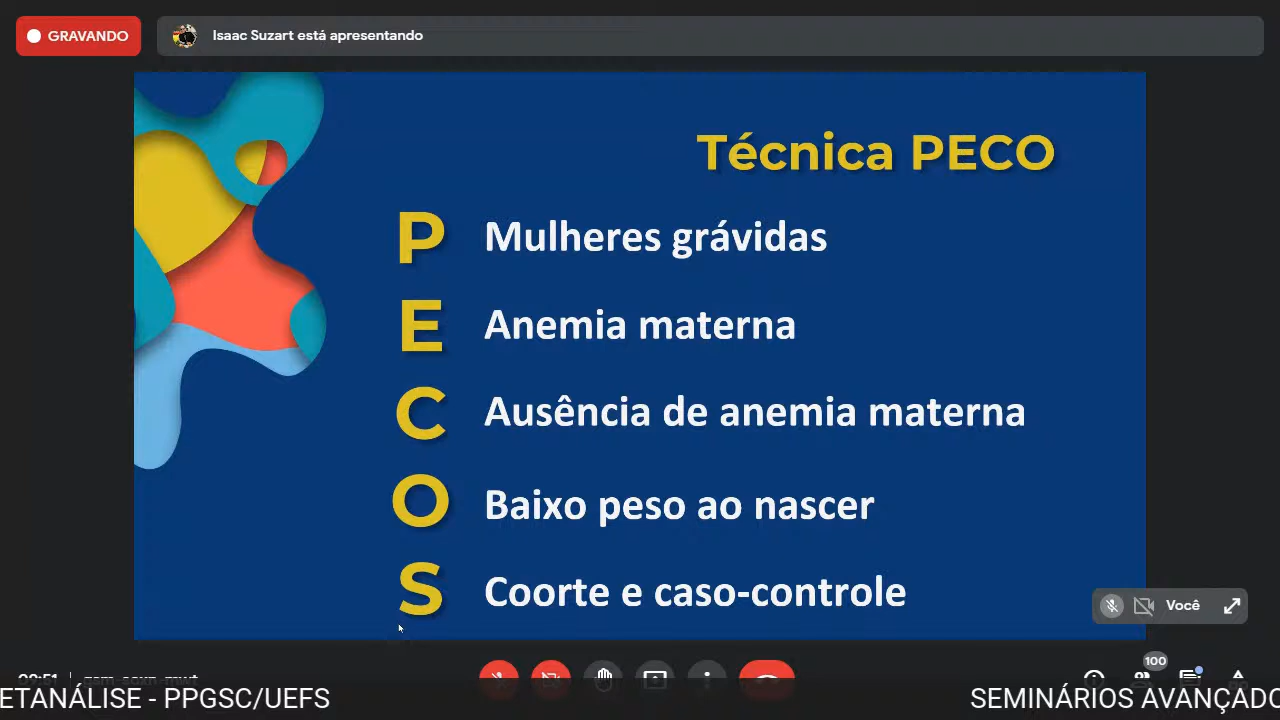 GRAVANDO
Isaac Suzart está apresentando
Técnica PECO
P Mulheres grávidas
E Anemia materna
C Ausência de anemia materna
O Baixo peso ao nascer
S Coorte e caso-controle
Você
100
ETANÁLISE - PPGSC/UEFS
SEMINÁRIOS AVANÇADO